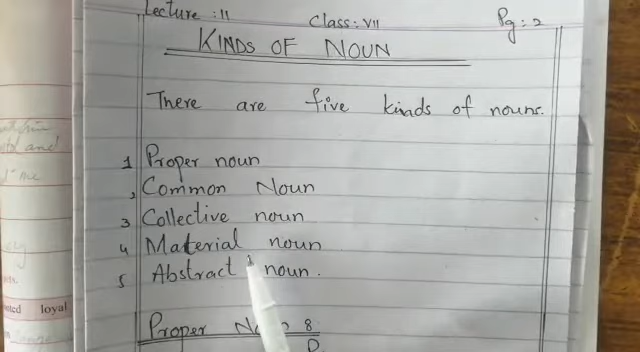 Lecture :11 Class: VII Pg: 2
KINDS OF NOUN
There are five kinds of nouns.
1 Proper noun
2 Common Noun
3 Collective noun
4 Material noun
5 Abstract noun.
Proper
loyal